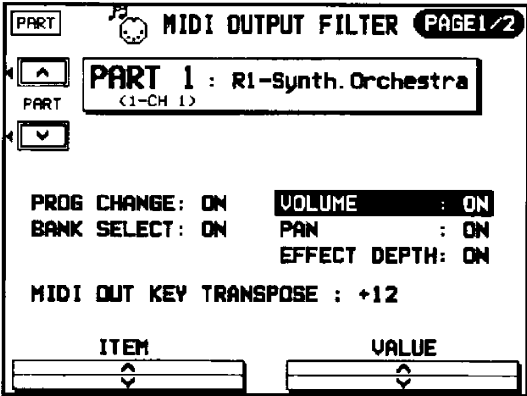 PART MIDI OUTPUT FILTER PAGE1/2
PART 1 : R1-Synth.Orchestra
(1-CH 1)
PART
PROG CHANGE: ON VOLUME : ON
BANK SELECT: ON PAN : ON
EFFECT DEPTH: ON
MIDI OUT KEY TRANSPOSE : +12
ITEM VALUE